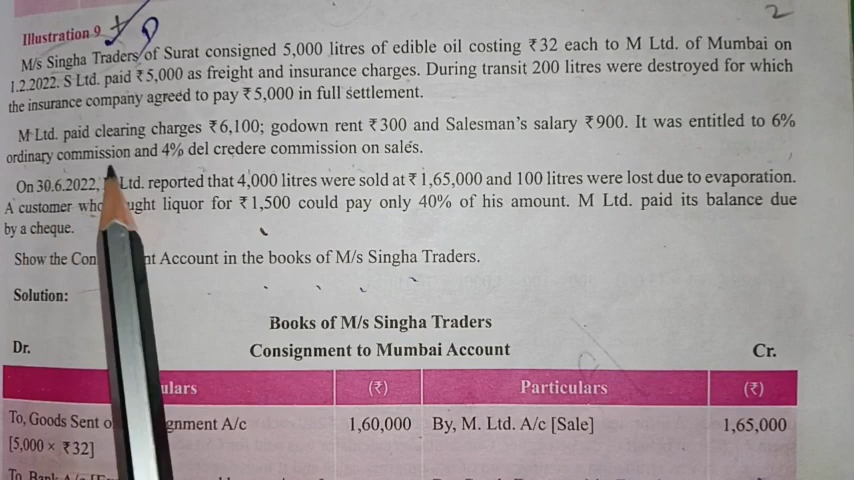 2
Illustration 9
M/s Singha Traders of Surat consigned 5,000 litres of edible oil costing ₹32 each to M Ltd. of Mumbai on
1.2.2022. S Ltd. paid ₹5,000 as freight and insurance charges. During transit 200 litres were destroyed for which
the insurance company agreed to pay ₹5,000 in full settlement.
M Ltd. paid clearing charges ₹6,100; godown rent ₹300 and Salesman's salary ₹900. It was entitled to 6%
ordinary commission and 4% del credere commission on sales.
On 30.6.2022, Ltd. reported that 4,000 litres were sold at ₹1,65,000 and 100 litres were lost due to evaporation.
A customer liquor for ₹1,500 could pay only 40% of his amount. M Ltd. paid its balance due
by a cheque.
Show the Account in the books of M/s Singha Traders.
Solution:
Books of M/s Singha Traders
Dr. Consignment to Mumbai Account Cr.
(₹) Particulars (₹)
To, Goods Sent A/c 1,60,000 By, M. Ltd. A/c [Sale] 1,65,000
[5,000 × ₹32]